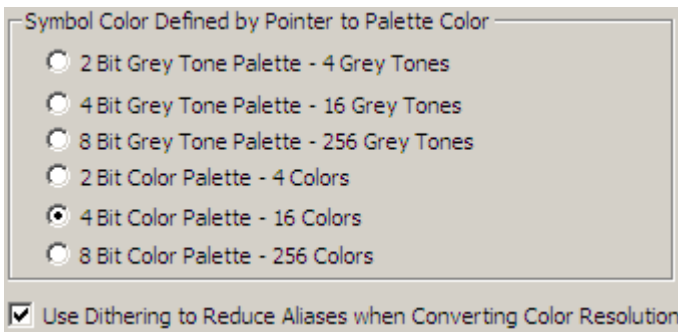 Symbol Color Defined by Pointer to Palette Color
2 Bit Grey Tone Palette - 4 Grey Tones
4 Bit Grey Tone Palette - 16 Grey Tones
8 Bit Grey Tone Palette - 256 Grey Tones
2 Bit Color Palette - 4 Colors
4 Bit Color Palette - 16 Colors
8 Bit Color Palette - 256 Colors
Use Dithering to Reduce Aliases when Converting Color Resolution